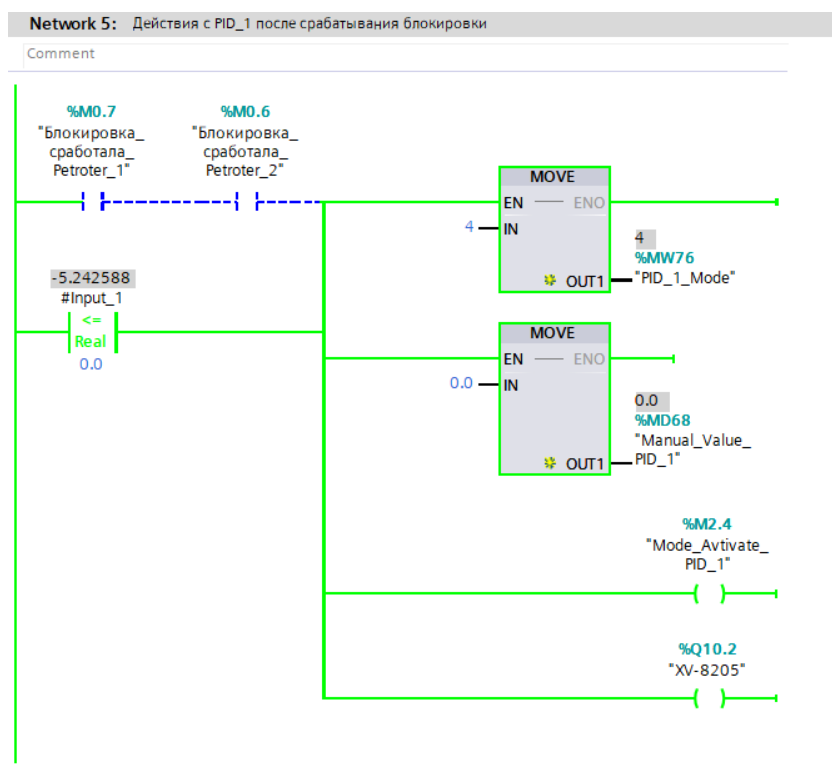 Network 5: Действия с PID_1 после срабатывания блокировки
Comment
%M0.7
"Блокировка_
сработала_
Petroter_1"
%M0.6
"Блокировка_
сработала_
Petroter_2"
MOVE
EN ENO
4 IN
4
%MW76
OUT1 "PID_1_Mode"
-5.242588
#Input_1
<=
Real
0.0
MOVE
EN ENO
0.0 IN
0.0
%MD68
"Manual_Value_
OUT1 PID_1"
%M2.4
"Mode_Avtivate_
PID_1"
%Q10.2
"XV-8205"